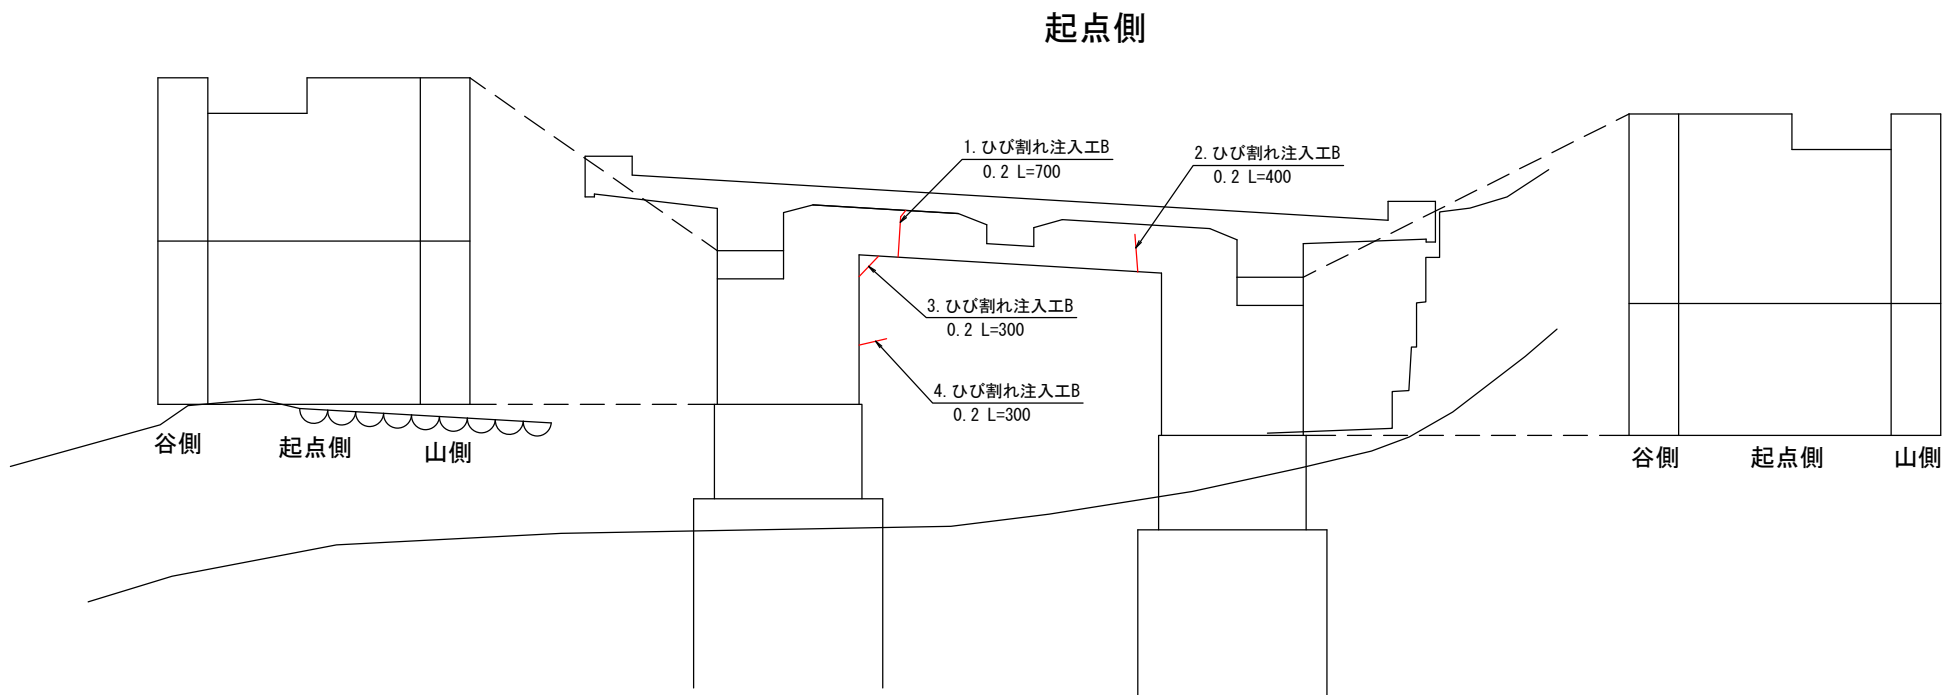 起点側
1. ひび割れ注入工B
0.2 L=700
2. ひび割れ注入工B
0.2 L=400
3. ひび割れ注入工B
0.2 L=300
4. ひび割れ注入工B
0.2 L=300
谷側
起点側
山側
谷側
起点側
山側